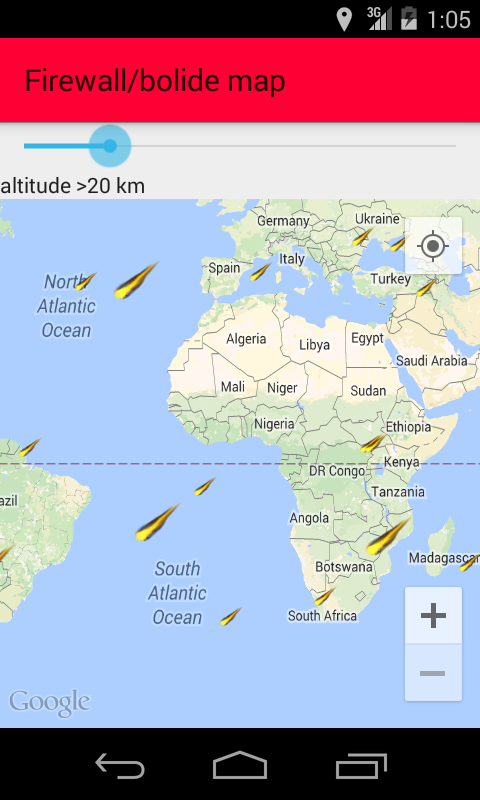 3G 1:05
Firewall/bolide map
altitude >20 km
Germany Ukraine
Italy
Spain
Turkey
North
Atlantic
Ocean
Algeria Libya Egypt
Saudi Arabia
Mali Niger Sudan
Nigeria Ethiopia
DR Congo Kenya
azil
Tanzania
Angola
Madagascar
Botswana
South
Atlantic
Ocean
South Africa
+
−
Google